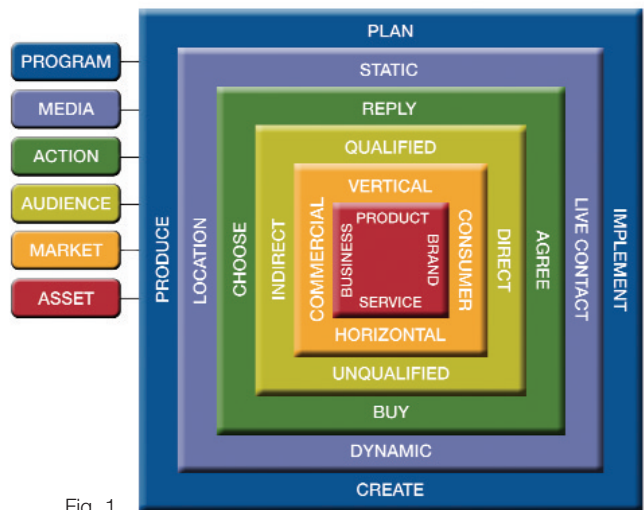 PROGRAM
MEDIA
ACTION
AUDIENCE
MARKET
ASSET
PLAN
STATIC
REPLY
QUALIFIED
VERTICAL
PRODUCT
PRODUCE
LOCATION
CHOOSE
INDIRECT
COMMERCIAL
BUSINESS
BRAND
CONSUMER
DIRECT
AGREE
LIVE CONTACT
IMPLEMENT
SERVICE
HORIZONTAL
UNQUALIFIED
BUY
DYNAMIC
CREATE
Fig. 1